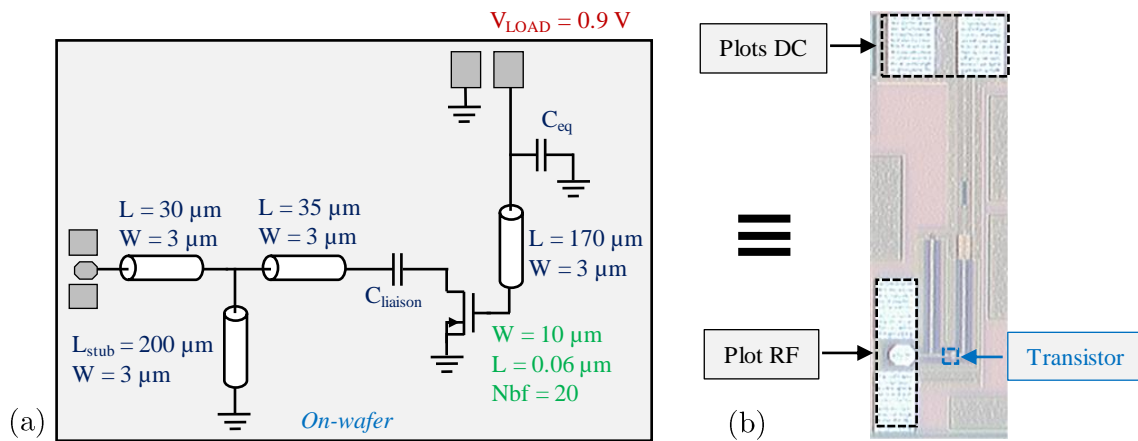 V_LOAD = 0.9 V
C_eq
L = 30 µm
W = 3 µm
L = 35 µm
W = 3 µm
L = 170 µm
W = 3 µm
C_liaison
L_stub = 200 µm
W = 3 µm
W = 10 µm
L = 0.06 µm
Nbf = 20
On-wafer
(a)
Plots DC
Plot RF
Transistor
(b)